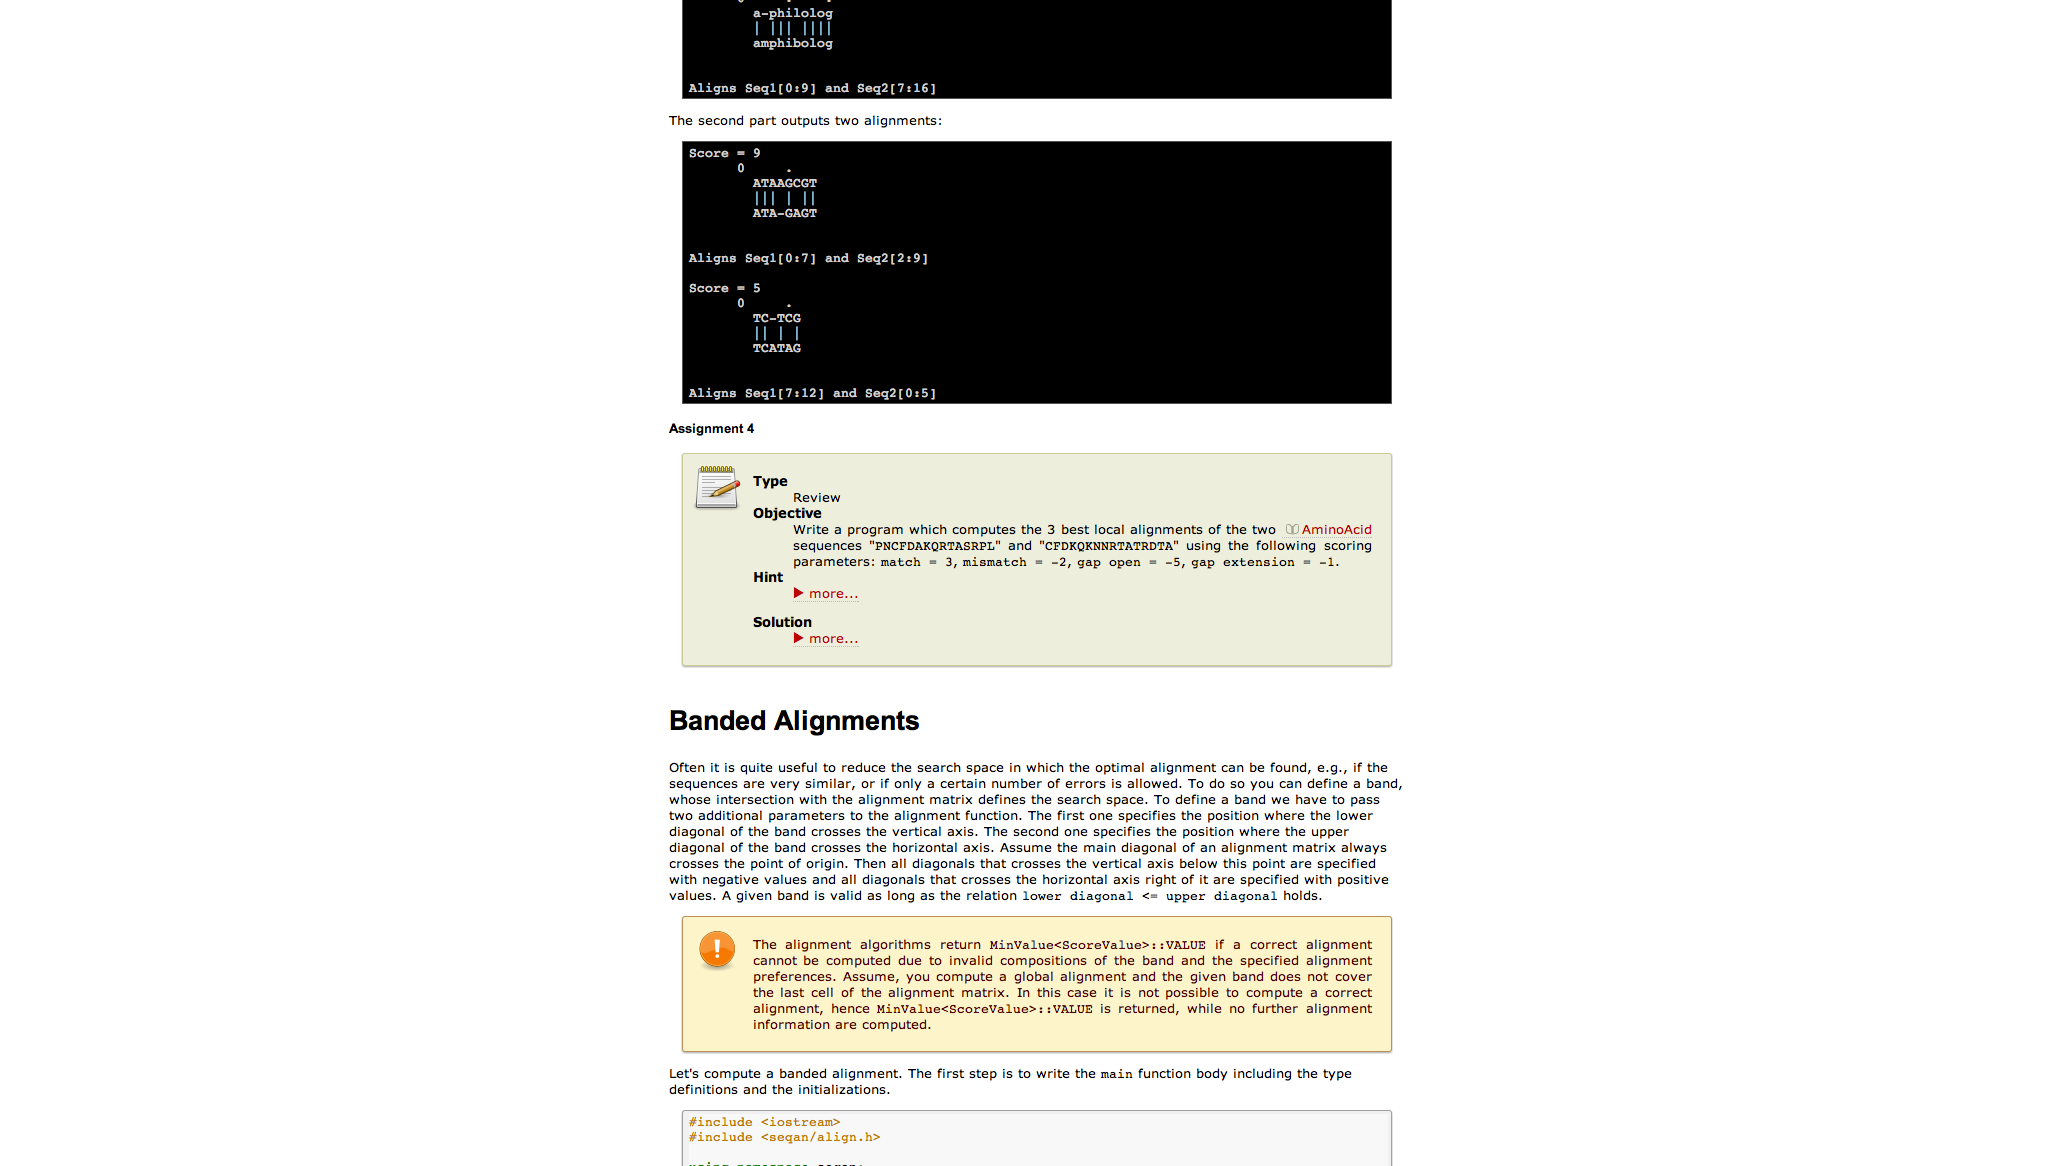 a-philolog
| ||| ||||
amphibolog
Aligns Seq1[0:9] and Seq2[7:16]
The second part outputs two alignments:
Score = 9
0     .
ATAAGCGT
||| | ||
ATA-GAGT
Aligns Seq1[0:7] and Seq2[2:9]
Score = 5
0     .
TC-TCG
|| | |
TCATAG
Aligns Seq1[7:12] and Seq2[0:5]
Assignment 4
Type
Review
Objective
Write a program which computes the 3 best local alignments of the two AminoAcid
sequences "PNCFDAKQRTASRPL" and "CFDKQKNNRTATRDTA" using the following scoring
parameters: match = 3, mismatch = -2, gap open = -5, gap extension = -1.
Hint
▶ more...
Solution
▶ more...
Banded Alignments
Often it is quite useful to reduce the search space in which the optimal alignment can be found, e.g., if the
sequences are very similar, or if only a certain number of errors is allowed. To do so you can define a band,
whose intersection with the alignment matrix defines the search space. To define a band we have to pass
two additional parameters to the alignment function. The first one specifies the position where the lower
diagonal of the band crosses the vertical axis. The second one specifies the position where the upper
diagonal of the band crosses the horizontal axis. Assume the main diagonal of an alignment matrix always
crosses the point of origin. Then all diagonals that crosses the vertical axis below this point are specified
with negative values and all diagonals that crosses the horizontal axis right of it are specified with positive
values. A given band is valid as long as the relation lower diagonal <= upper diagonal holds.
The alignment algorithms return MinValue<ScoreValue>::VALUE if a correct alignment
cannot be computed due to invalid compositions of the band and the specified alignment
preferences. Assume, you compute a global alignment and the given band does not cover
the last cell of the alignment matrix. In this case it is not possible to compute a correct
alignment, hence MinValue<ScoreValue>::VALUE is returned, while no further alignment
information are computed.
Let's compute a banded alignment. The first step is to write the main function body including the type
definitions and the initializations.
#include <iostream>
#include <seqan/align.h>